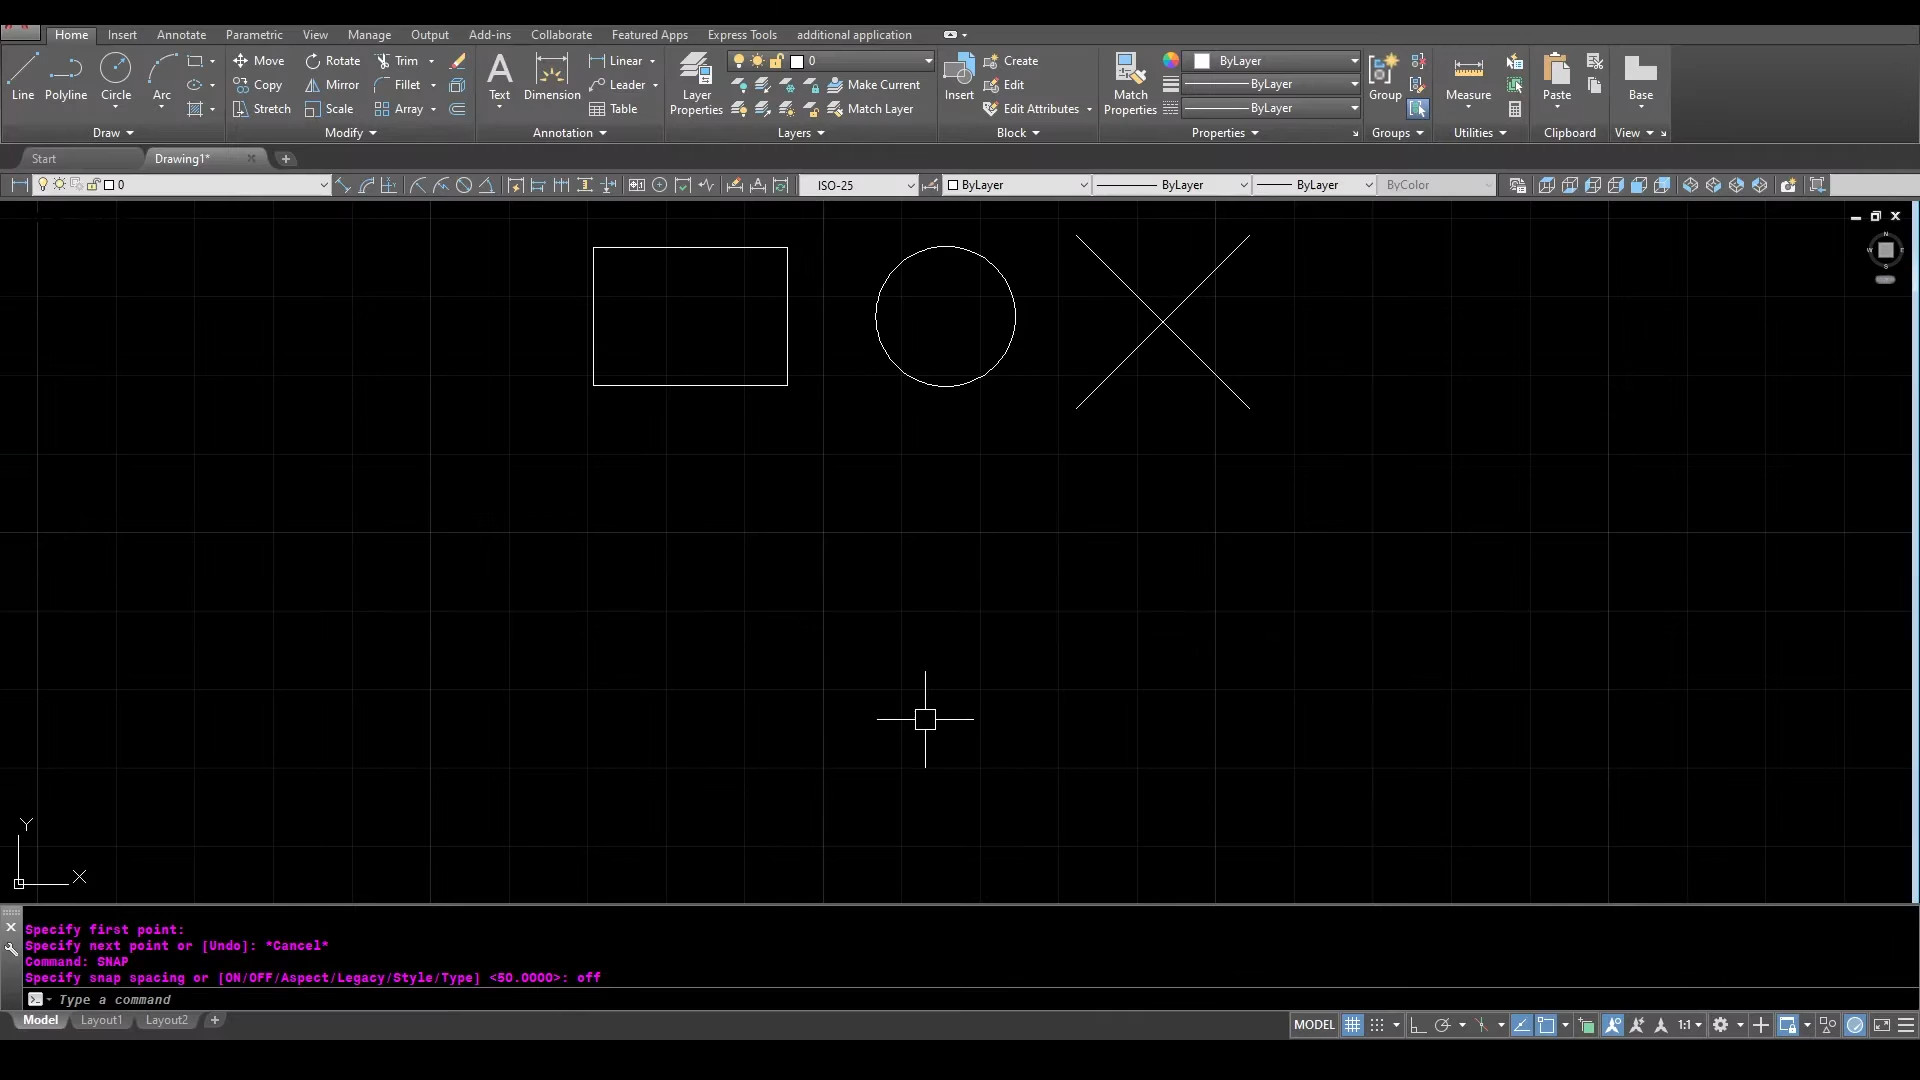 Home Insert Annotate Parametric View Manage Output Add-ins Collaborate Featured Apps Express Tools additional application
Line Polyline Circle Arc
Move Rotate Trim
Copy Mirror Fillet
Stretch Scale Array
Text Dimension
Linear
Leader
Table
Layer Properties
0
Make Current
Match Layer
Insert
Create
Edit
Edit Attributes
Match Properties
ByLayer
ByLayer
ByLayer
Group
Measure
Paste
Base
Draw Modify Annotation Layers Block Properties Groups Utilities Clipboard View
Start Drawing1*
0 ISO-25 ByLayer ByLayer ByLayer ByColor
N
W E
S
Y
X
Specify first point:
Specify next point or [Undo]: *Cancel*
Command: SNAP
Specify snap spacing or [ON/OFF/Aspect/Legacy/Style/Type] <50.0000>: off
Type a command
Model Layout1 Layout2
MODEL 1:1